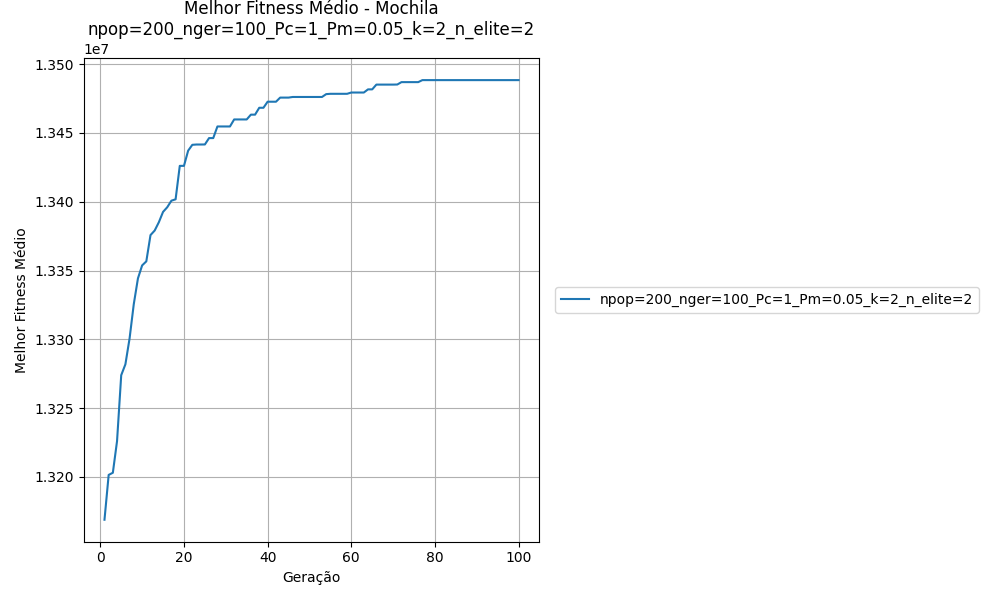 Melhor Fitness Médio - Mochila
npop=200_nger=100_Pc=1_Pm=0.05_k=2_n_elite=2
1e7
1.350
1.345
1.340
1.335
1.330
1.325
1.320
Melhor Fitness Médio
0 20 40 60 80 100
Geração
npop=200_nger=100_Pc=1_Pm=0.05_k=2_n_elite=2